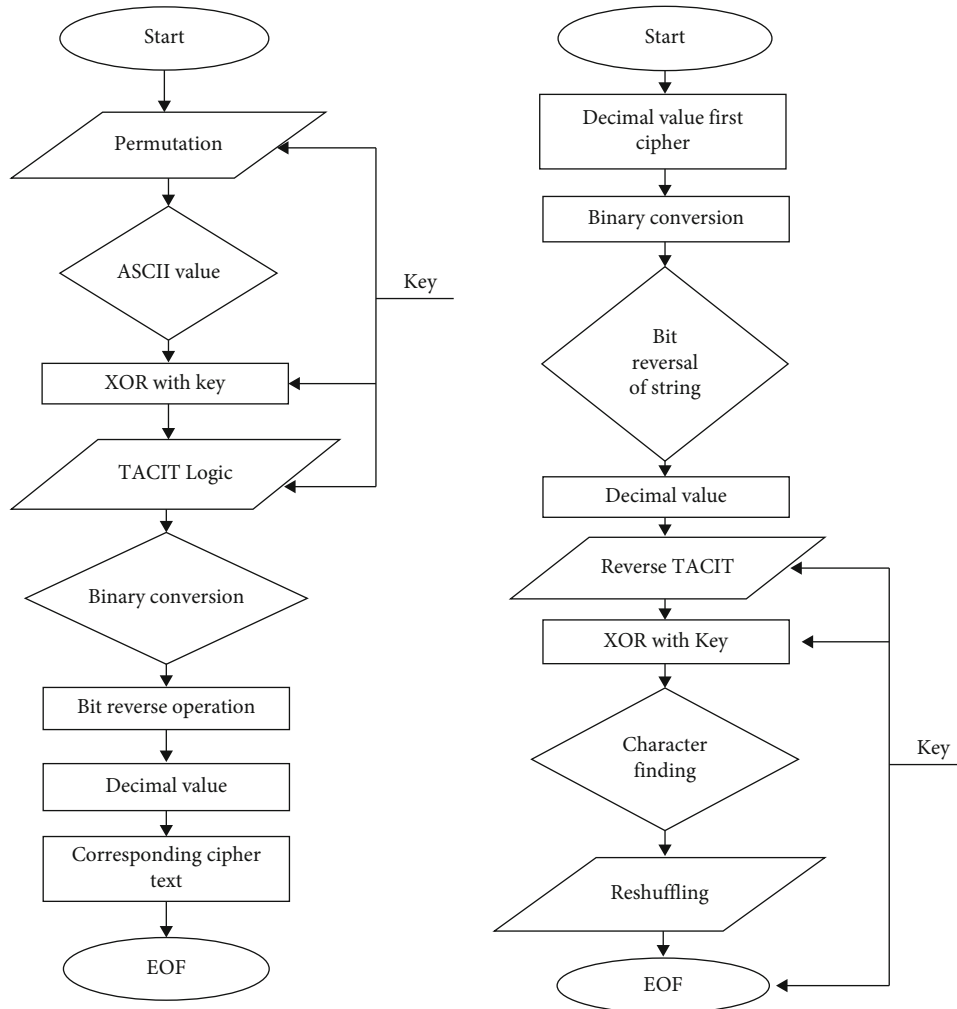 Start
Permutation
ASCII value
Key
XOR with key
TACIT Logic
Binary conversion
Bit reverse operation
Decimal value
Corresponding cipher
text
EOF
Start
Decimal value first
cipher
Binary conversion
Bit
reversal
of string
Decimal value
Reverse TACIT
XOR with Key
Character
finding
Key
Reshuffling
EOF